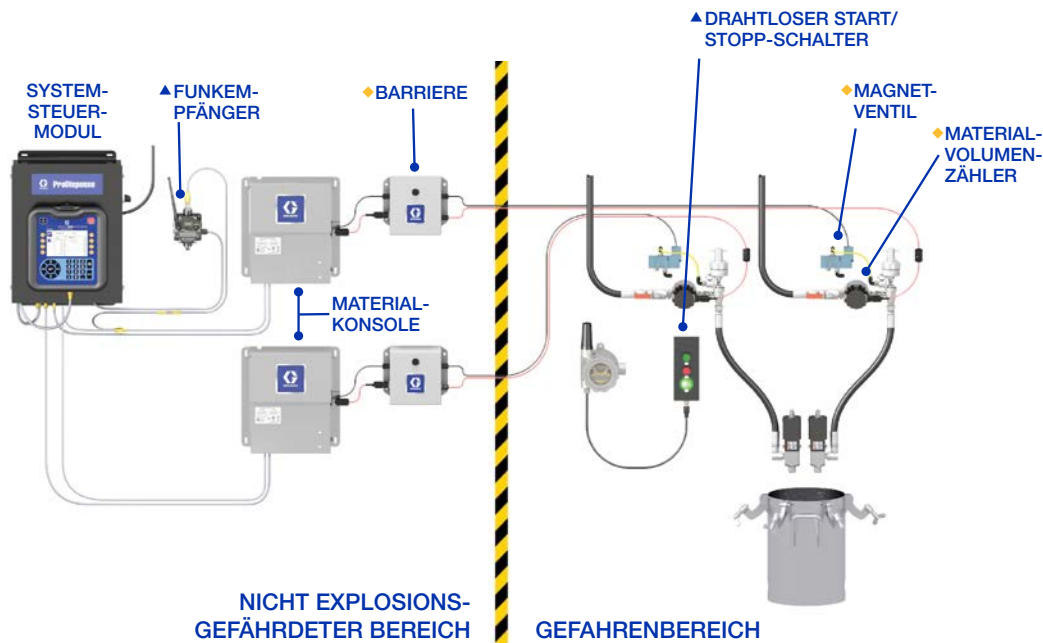 ▲ DRAHTLOSER START/
STOPP-SCHALTER
SYSTEM-
STEUER-
MODUL
▲ FUNKEM-
PFÄNGER
◆ BARRIERE
◆ MAGNET-
VENTIL
◆ MATERIAL-
VOLUMEN-
ZÄHLER
ProDispense
MATERIAL-
KONSOLE
NICHT EXPLOSIONS-
GEFÄHRDETER BEREICH
GEFAHRENBEREICH